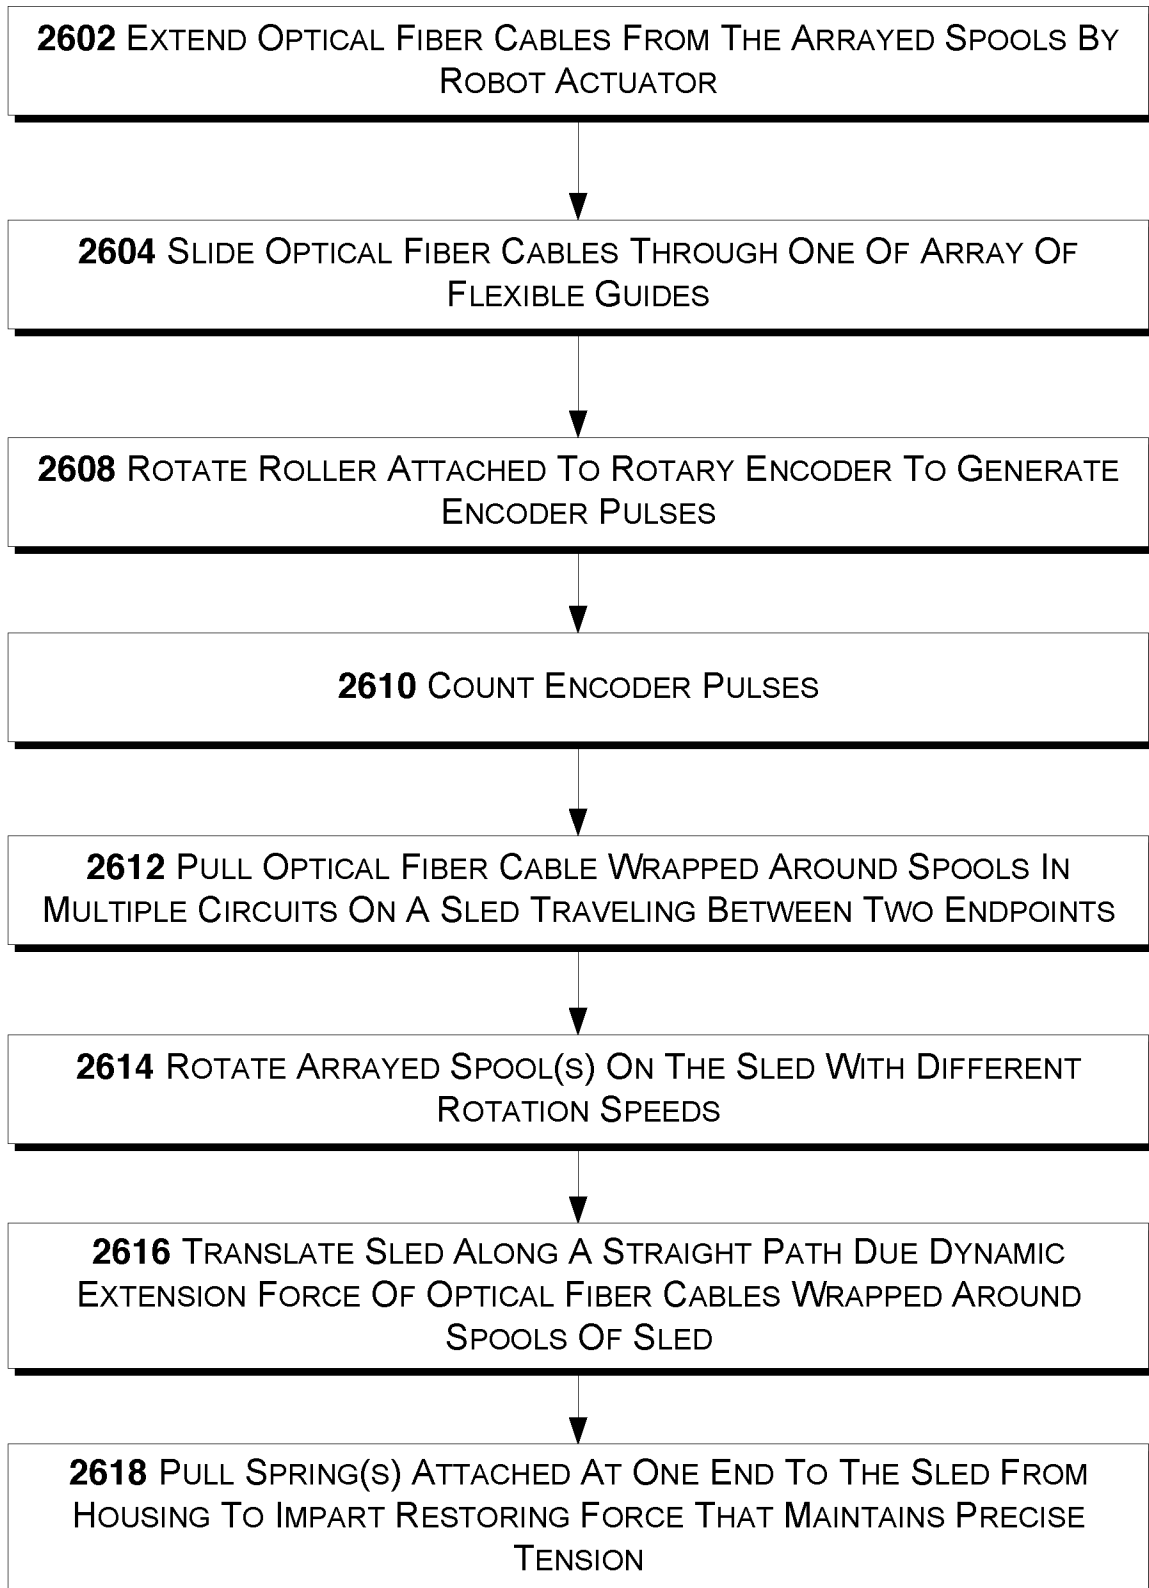 2602 EXTEND OPTICAL FIBER CABLES FROM THE ARRAYED SPOOLS BY
ROBOT ACTUATOR
2604 SLIDE OPTICAL FIBER CABLES THROUGH ONE OF ARRAY OF
FLEXIBLE GUIDES
2608 ROTATE ROLLER ATTACHED TO ROTARY ENCODER TO GENERATE
ENCODER PULSES
2610 COUNT ENCODER PULSES
2612 PULL OPTICAL FIBER CABLE WRAPPED AROUND SPOOLS IN
MULTIPLE CIRCUITS ON A SLED TRAVELING BETWEEN TWO ENDPOINTS
2614 ROTATE ARRAYED SPOOL(S) ON THE SLED WITH DIFFERENT
ROTATION SPEEDS
2616 TRANSLATE SLED ALONG A STRAIGHT PATH DUE DYNAMIC
EXTENSION FORCE OF OPTICAL FIBER CABLES WRAPPED AROUND
SPOOLS OF SLED
2618 PULL SPRING(S) ATTACHED AT ONE END TO THE SLED FROM
HOUSING TO IMPART RESTORING FORCE THAT MAINTAINS PRECISE
TENSION